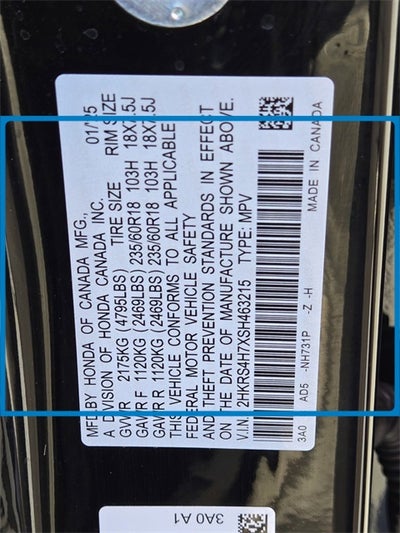 MFD BY HONDA OF CANADA MFG., 01/25
A DIVISION OF HONDA CANADA INC.
TIRE SIZE RIM SIZE
GVWR 2175KG (4795LBS)
GAWR F 1120KG (2469LBS) 235/60R18 103H 18X7.5J
GAWR R 1120KG (2469LBS) 235/60R18 103H 18X7.5J
THIS VEHICLE CONFORMS TO ALL APPLICABLE
FEDERAL MOTOR VEHICLE SAFETY
AND THEFT PREVENTION STANDARDS IN EFFECT
ON THE DATE OF MANUFACTURE SHOWN ABOVE.
V.I.N. 2HKRS4H7XSH463215 TYPE: MPV
3A0 AD5 -NH731P -Z -H MADE IN CANADA
3A0 A1